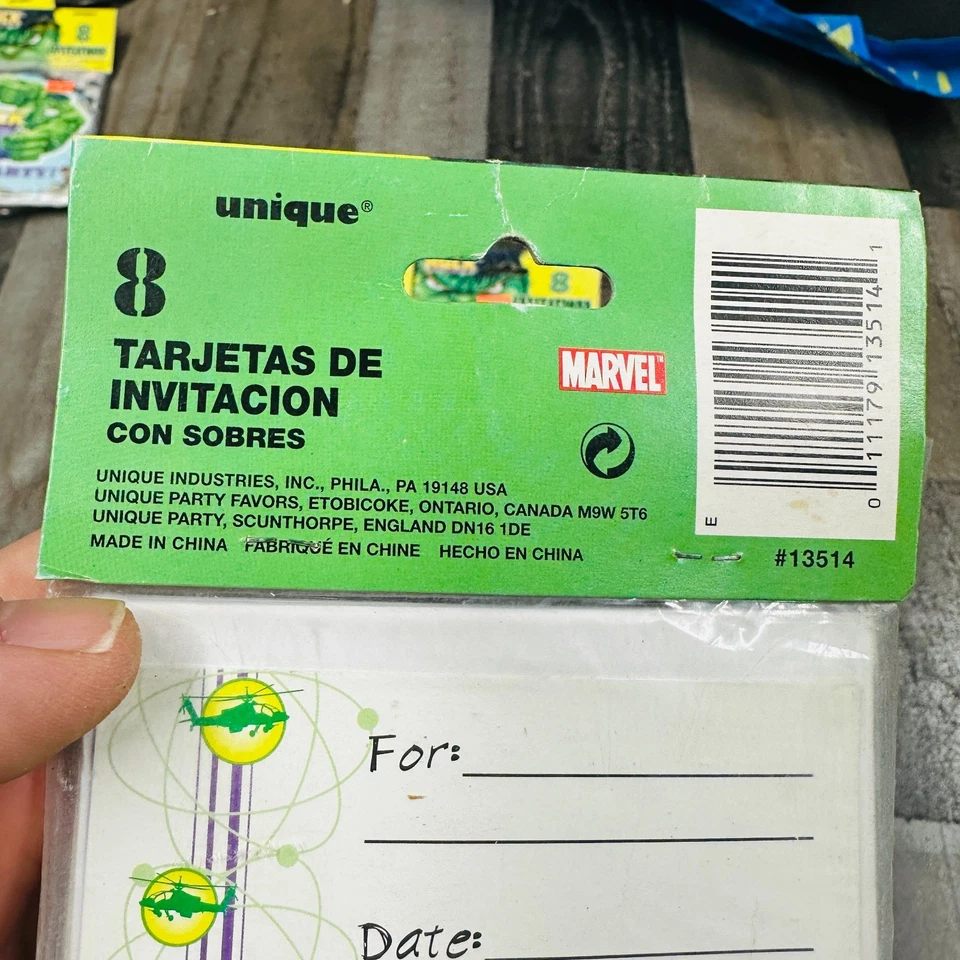 8
unique®
8
TARJETAS DE
INVITACION
CON SOBRES
MARVEL
UNIQUE INDUSTRIES, INC., PHILA., PA 19148 USA
UNIQUE PARTY FAVORS, ETOBICOKE, ONTARIO, CANADA M9W 5T6
UNIQUE PARTY, SCUNTHORPE, ENGLAND DN16 1DE
MADE IN CHINA FABRIQUÉ EN CHINE HECHO EN CHINA
0 11179 13514 1
E
#13514
8
For:
Date: